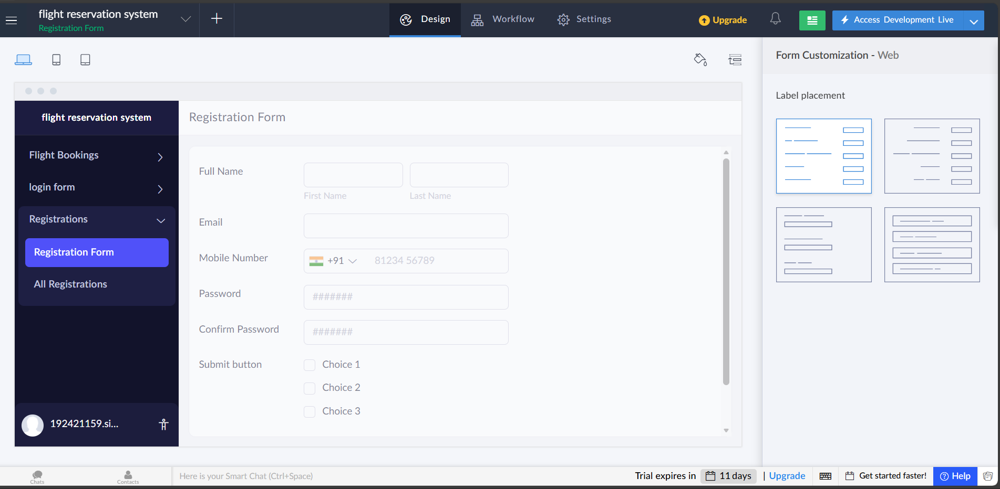 flight reservation system
Registration Form
Design
Workflow
Settings
Upgrade
Access Development Live
Form Customization - Web
Label placement
flight reservation system
Flight Bookings
login form
Registrations
Registration Form
All Registrations
192421159.si...
Registration Form
Full Name
First Name
Last Name
Email
Mobile Number
+91
81234 56789
Password
#######
Confirm Password
#######
Submit button
Choice 1
Choice 2
Choice 3
Chats
Contacts
Here is your Smart Chat (Ctrl+Space)
Trial expires in 11 days | Upgrade
Get started faster!
Help